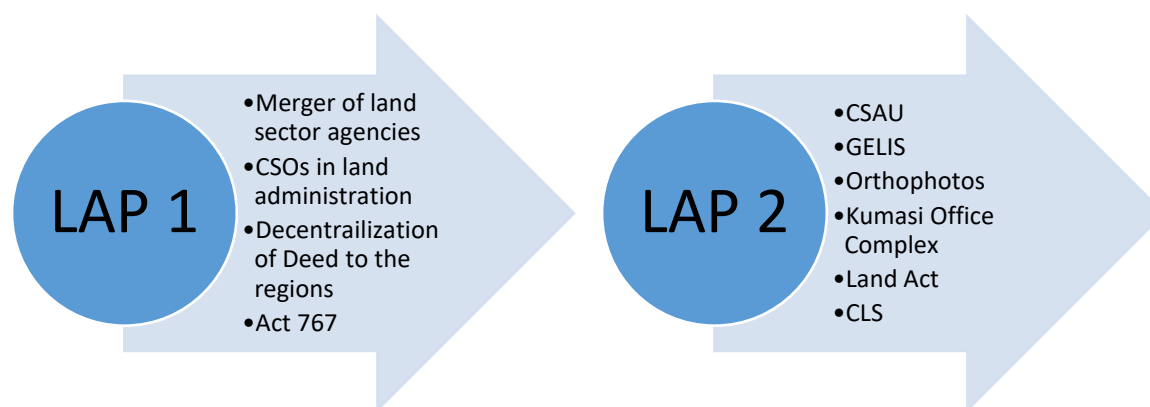 LAP 1
•Merger of land
sector agencies
•CSOs in land
administration
•Decentrailization
of Deed to the
regions
•Act 767
LAP 2
•CSAU
•GELIS
•Orthophotos
•Kumasi Office
Complex
•Land Act
•CLS